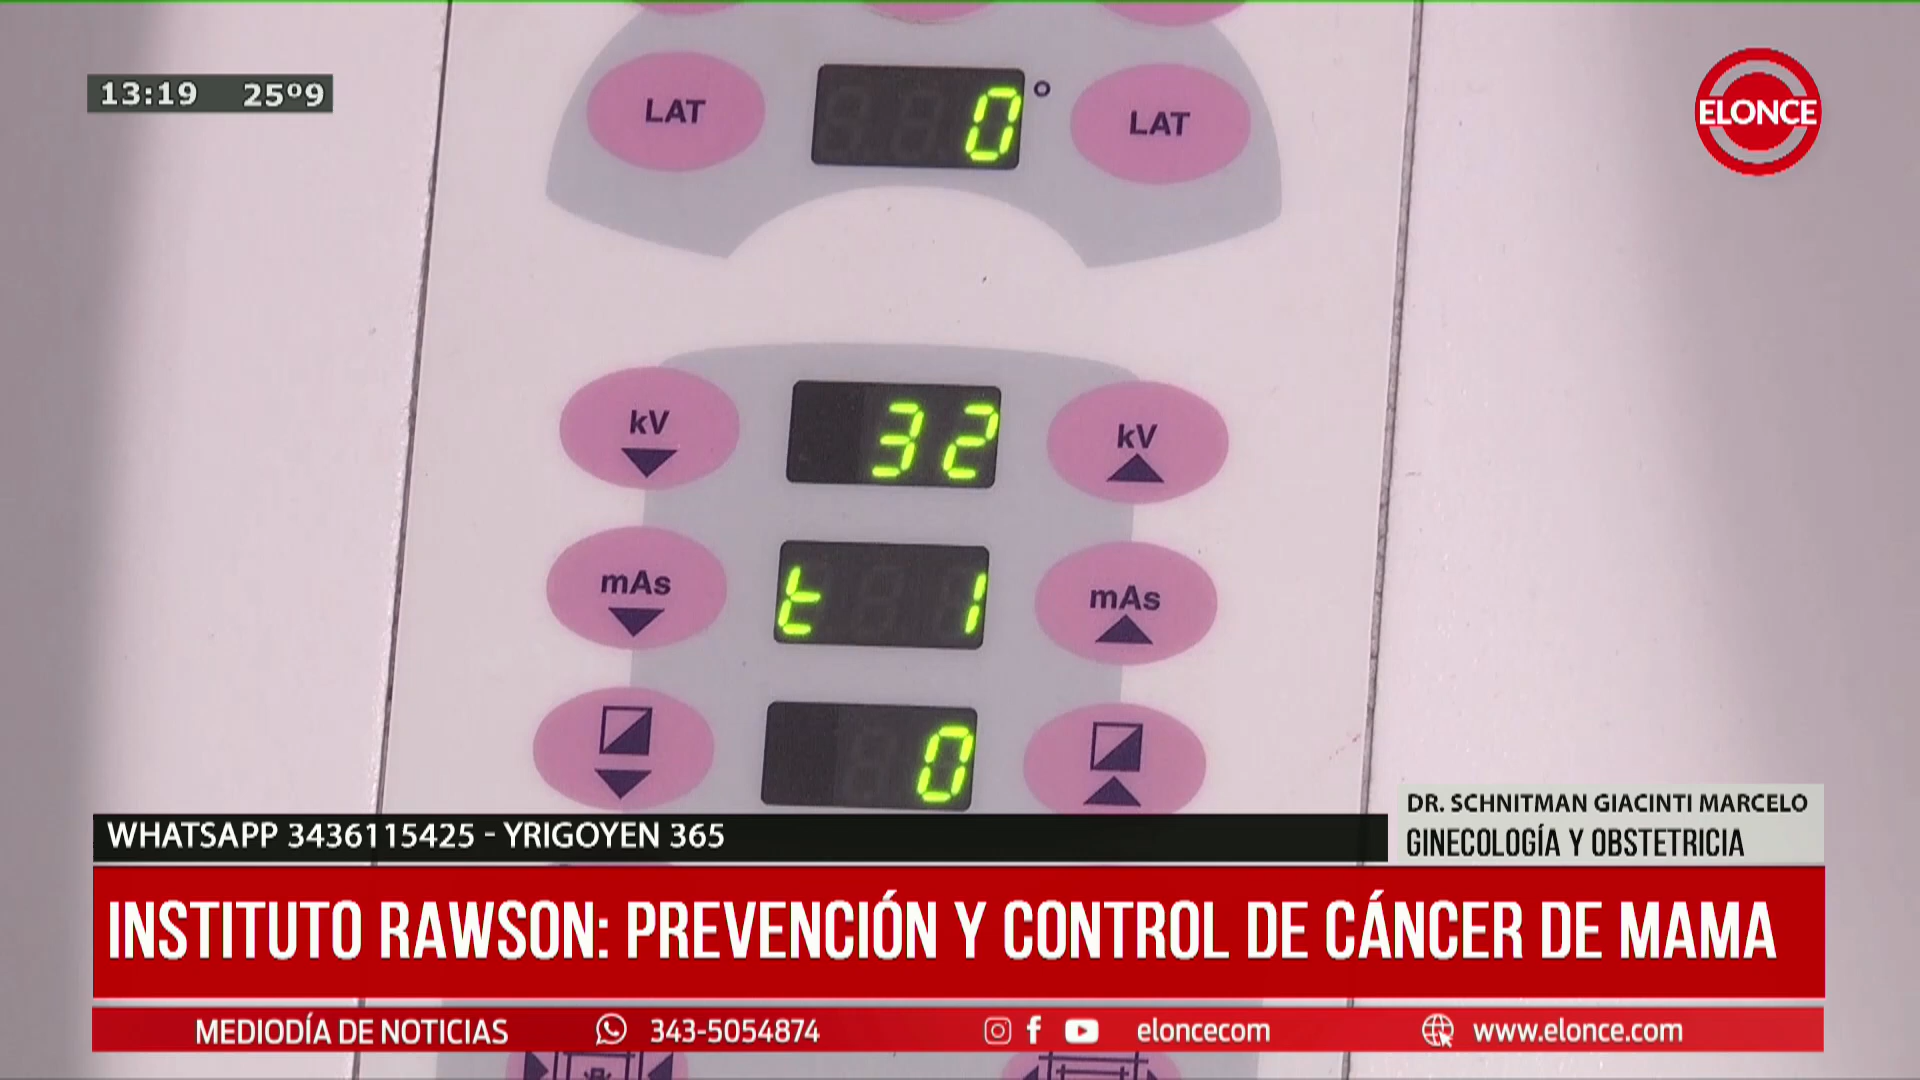 13:19 25º9
LAT 0° LAT
ELONCE
kV 32 kV
mAs t 1 mAs
0
DR. SCHNITMAN GIACINTI MARCELO
GINECOLOGÍA Y OBSTETRICIA
WHATSAPP 3436115425 - YRIGOYEN 365
INSTITUTO RAWSON: PREVENCIÓN Y CONTROL DE CÁNCER DE MAMA
MEDIODÍA DE NOTICIAS 343-5054874 eloncecom www.elonce.com